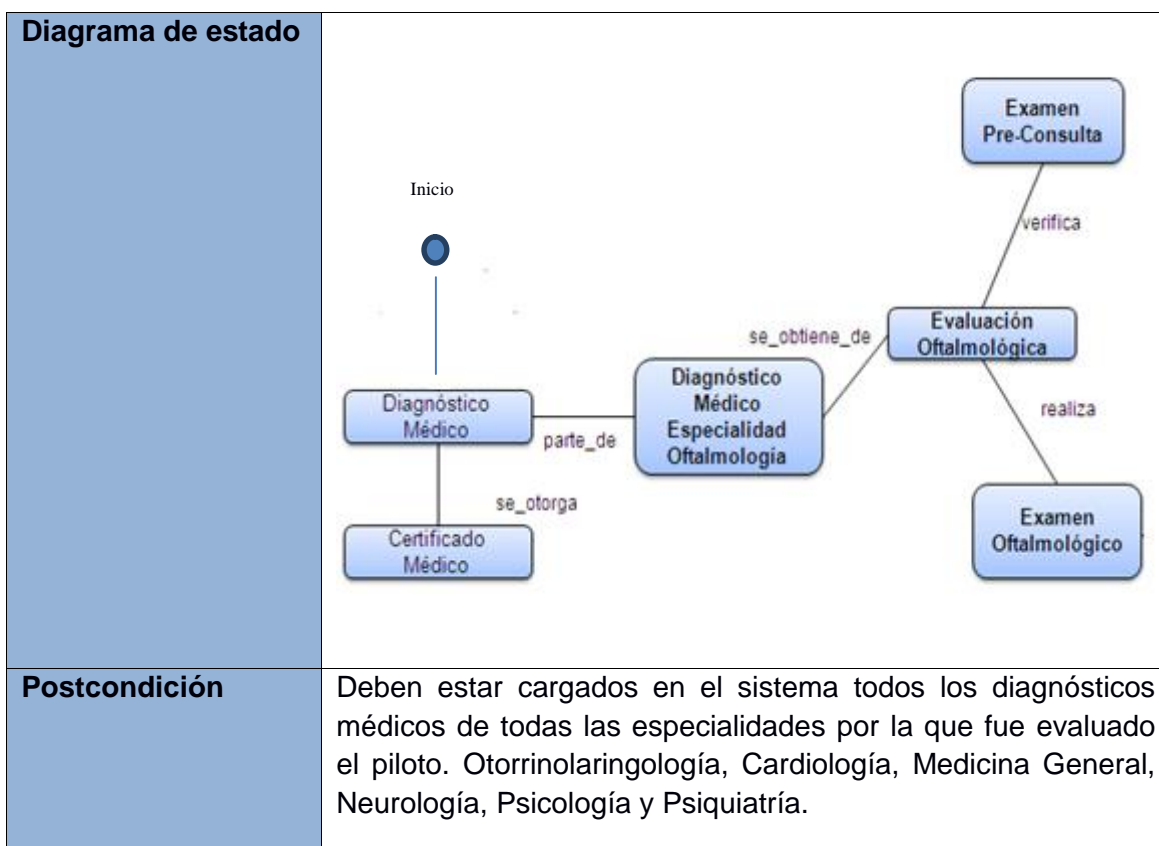 Diagrama de estado
Examen
Pre-Consulta
Inicio
verifica
Evaluación
Oftalmológica
se_obtiene_de
Diagnóstico
Médico
Especialidad
Oftalmología
Diagnóstico
Médico
parte_de
realiza
se_otorga
Certificado
Médico
Examen
Oftalmológico
Postcondición
Deben estar cargados en el sistema todos los diagnósticos
médicos de todas las especialidades por la que fue evaluado
el piloto. Otorrinolaringología, Cardiología, Medicina General,
Neurología, Psicología y Psiquiatría.